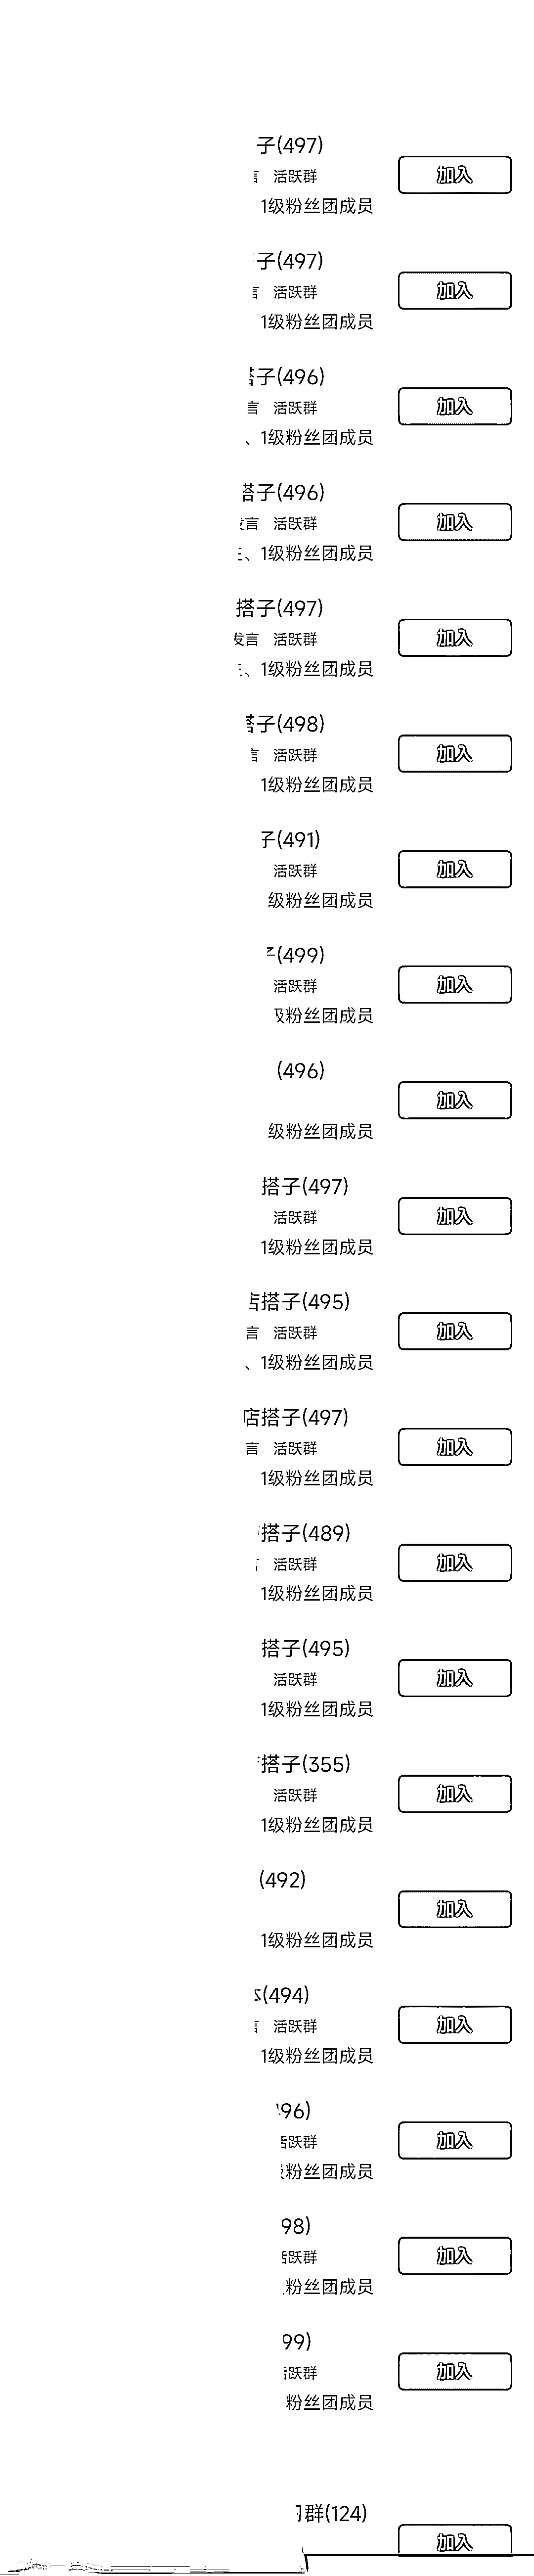 子(497)
活跃群
加入
1级粉丝团成员
子(497)
活跃群
加入
1级粉丝团成员
搭子(496)
言 活跃群
加入
、1级粉丝团成员
搭子(496)
发言 活跃群
加入
、1级粉丝团成员
搭子(497)
发言 活跃群
加入
、1级粉丝团成员
搭子(498)
言 活跃群
加入
1级粉丝团成员
子(491)
活跃群
加入
级粉丝团成员
(499)
活跃群
加入
级粉丝团成员
(496)
加入
级粉丝团成员
搭子(497)
活跃群
加入
1级粉丝团成员
店搭子(495)
言 活跃群
加入
、1级粉丝团成员
店搭子(497)
言 活跃群
加入
1级粉丝团成员
搭子(489)
活跃群
加入
1级粉丝团成员
搭子(495)
活跃群
加入
1级粉丝团成员
搭子(355)
活跃群
加入
1级粉丝团成员
(492)
加入
1级粉丝团成员
(494)
活跃群
加入
1级粉丝团成员
96)
活跃群
加入
粉丝团成员
98)
活跃群
加入
粉丝团成员
99)
跃群
加入
粉丝团成员
群(124)
加入